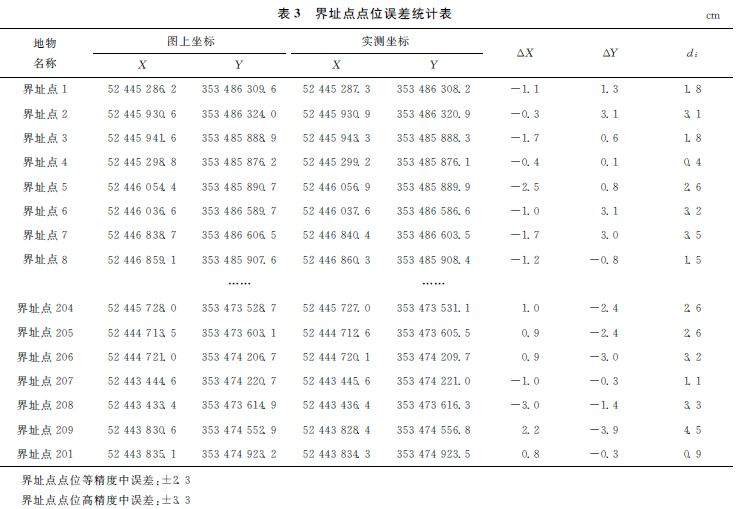 表 3 界址点点位误差统计表
cm
地物名称 图上坐标 实测坐标 ΔX ΔY di
X Y X Y
界址点 1 52 445 286.2 353 486 309.6 52 445 287.3 353 486 308.2 −1.1 1.3 1.8
界址点 2 52 445 930.6 353 486 324.0 52 445 930.9 353 486 320.9 −0.3 3.1 3.1
界址点 3 52 445 941.6 353 485 888.9 52 445 943.3 353 485 888.3 −1.7 0.6 1.8
界址点 4 52 445 298.8 353 485 876.2 52 445 299.2 353 485 876.1 −0.4 0.1 0.4
界址点 5 52 446 054.4 353 485 890.7 52 446 056.9 353 485 889.9 −2.5 0.8 2.6
界址点 6 52 446 036.6 353 486 589.7 52 446 037.6 353 486 586.6 −1.0 3.1 3.2
界址点 7 52 446 838.7 353 486 606.5 52 446 840.4 353 486 603.5 −1.7 3.0 3.5
界址点 8 52 446 859.1 353 485 907.6 52 446 860.3 353 485 908.4 −1.2 −0.8 1.5
…… ……
界址点 204 52 445 728.0 353 473 528.7 52 445 727.0 353 473 531.1 1.0 −2.4 2.6
界址点 205 52 444 713.5 353 473 603.1 52 444 712.6 353 473 605.5 0.9 −2.4 2.6
界址点 206 52 444 721.0 353 474 206.7 52 444 720.1 353 474 209.7 0.9 −3.0 3.2
界址点 207 52 443 444.6 353 474 220.7 52 443 445.6 353 474 221.0 −1.0 −0.3 1.1
界址点 208 52 443 433.4 353 473 614.9 52 443 436.4 353 473 616.3 −3.0 −1.4 3.3
界址点 209 52 443 830.6 353 474 552.9 52 443 828.4 353 474 556.8 2.2 −3.9 4.5
界址点 201 52 443 835.1 353 474 923.2 52 443 834.3 353 474 923.5 0.8 −0.3 0.9
界址点点位等精度中误差:±2.3
界址点点位高精度中误差:±3.3